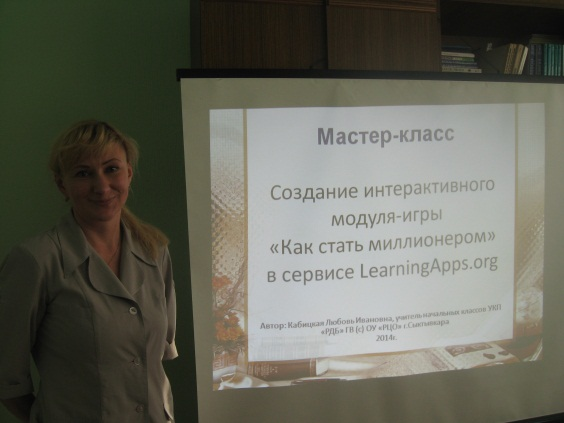 Мастер-класс
Создание интерактивного
модуля-игры
«Как стать миллионером»
в сервисе LearningApps.org
Автор: Кабицкая Любовь Ивановна, учитель начальных классов УКП
«РДБ» ГВ (с) ОУ «РЦО» г.Сыктывкара
2014г.